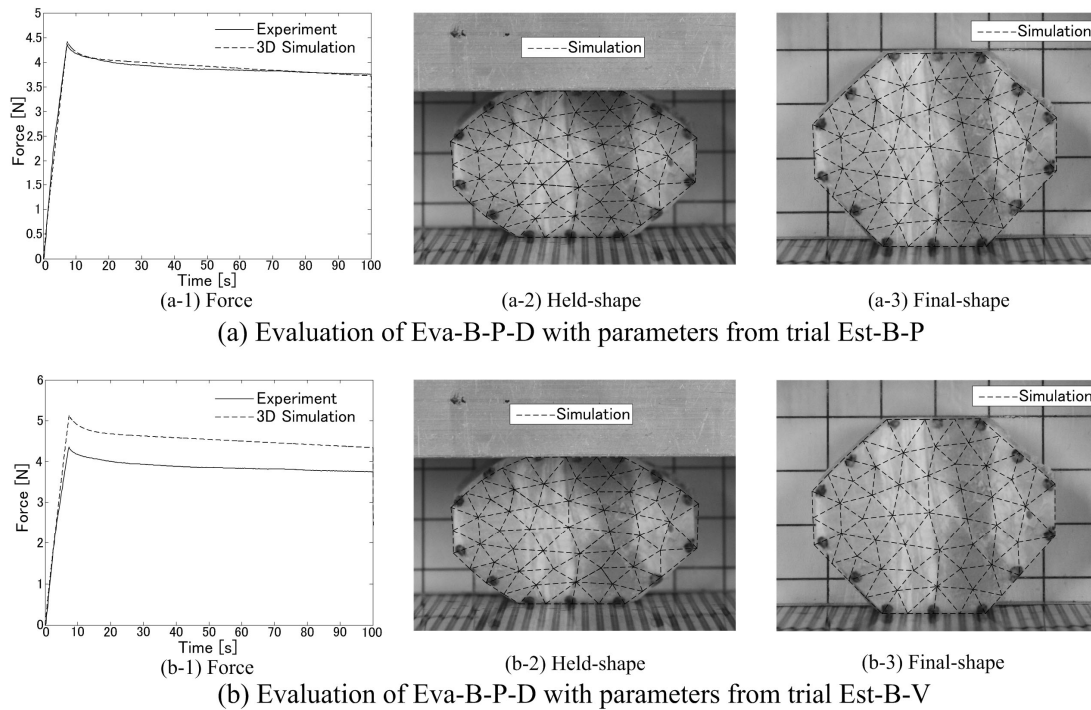 5
4.5
4
3.5
3
2.5
2
1.5
1
0.5
0
Force [N]
Experiment
3D Simulation
0 10 20 30 40 50 60 70 80 90 100
Time [s]
Simulation
Simulation
(a-1) Force
(a-2) Held-shape
(a-3) Final-shape
(a) Evaluation of Eva-B-P-D with parameters from trial Est-B-P
6
5
4
3
2
1
0
Force [N]
Experiment
3D Simulation
0 10 20 30 40 50 60 70 80 90 100
Time [s]
Simulation
Simulation
(b-1) Force
(b-2) Held-shape
(b-3) Final-shape
(b) Evaluation of Eva-B-P-D with parameters from trial Est-B-V